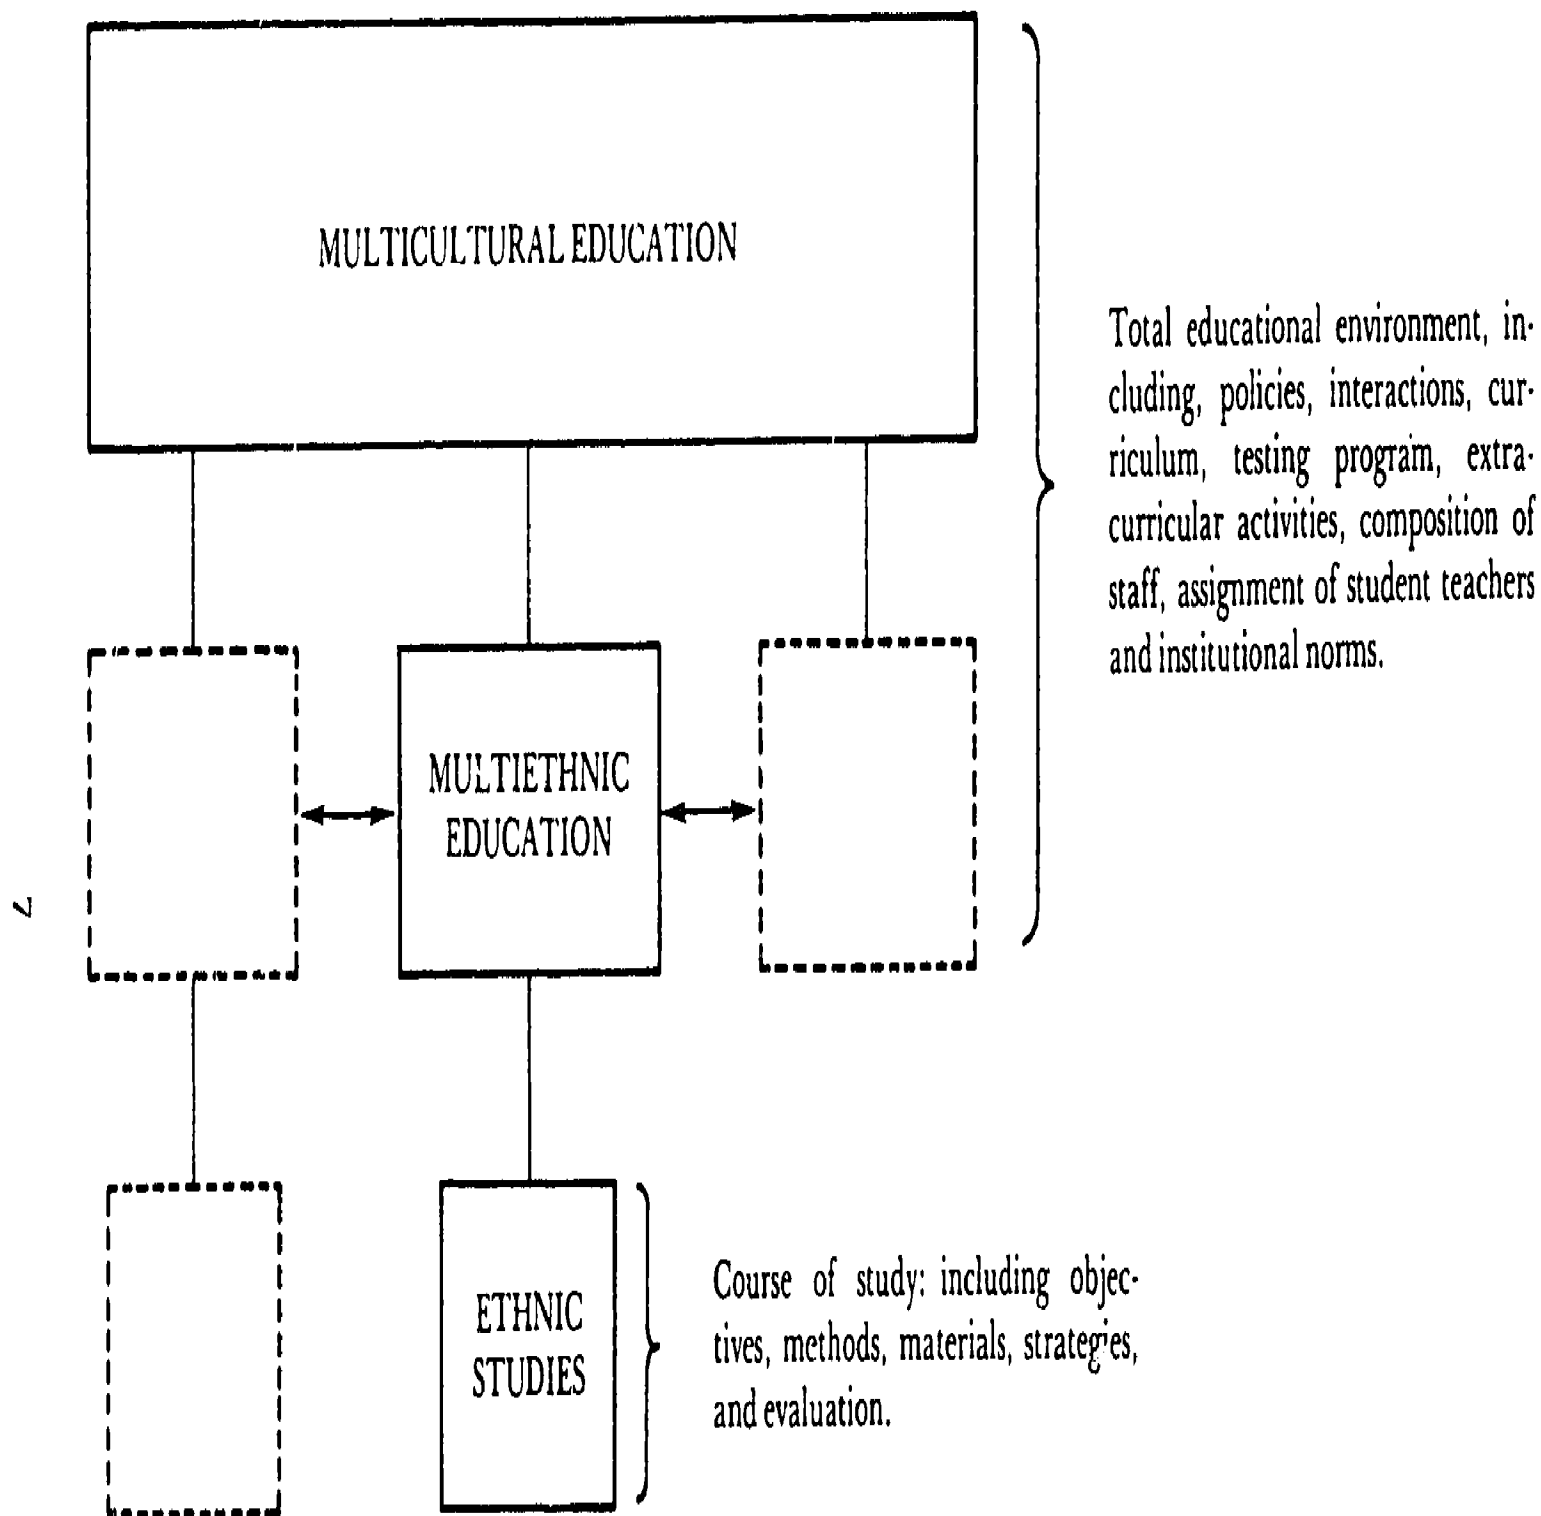 MULTICULTURAL EDUCATION
Total educational environment, in-
cluding, policies, interactions, cur-
riculum, testing program, extra-
curricular activities, composition of
staff, assignment of student teachers
and institutional norms.
MULTIETHNIC
EDUCATION
ETHNIC
STUDIES
Course of study: including objec-
tives, methods, materials, strategies,
and evaluation.